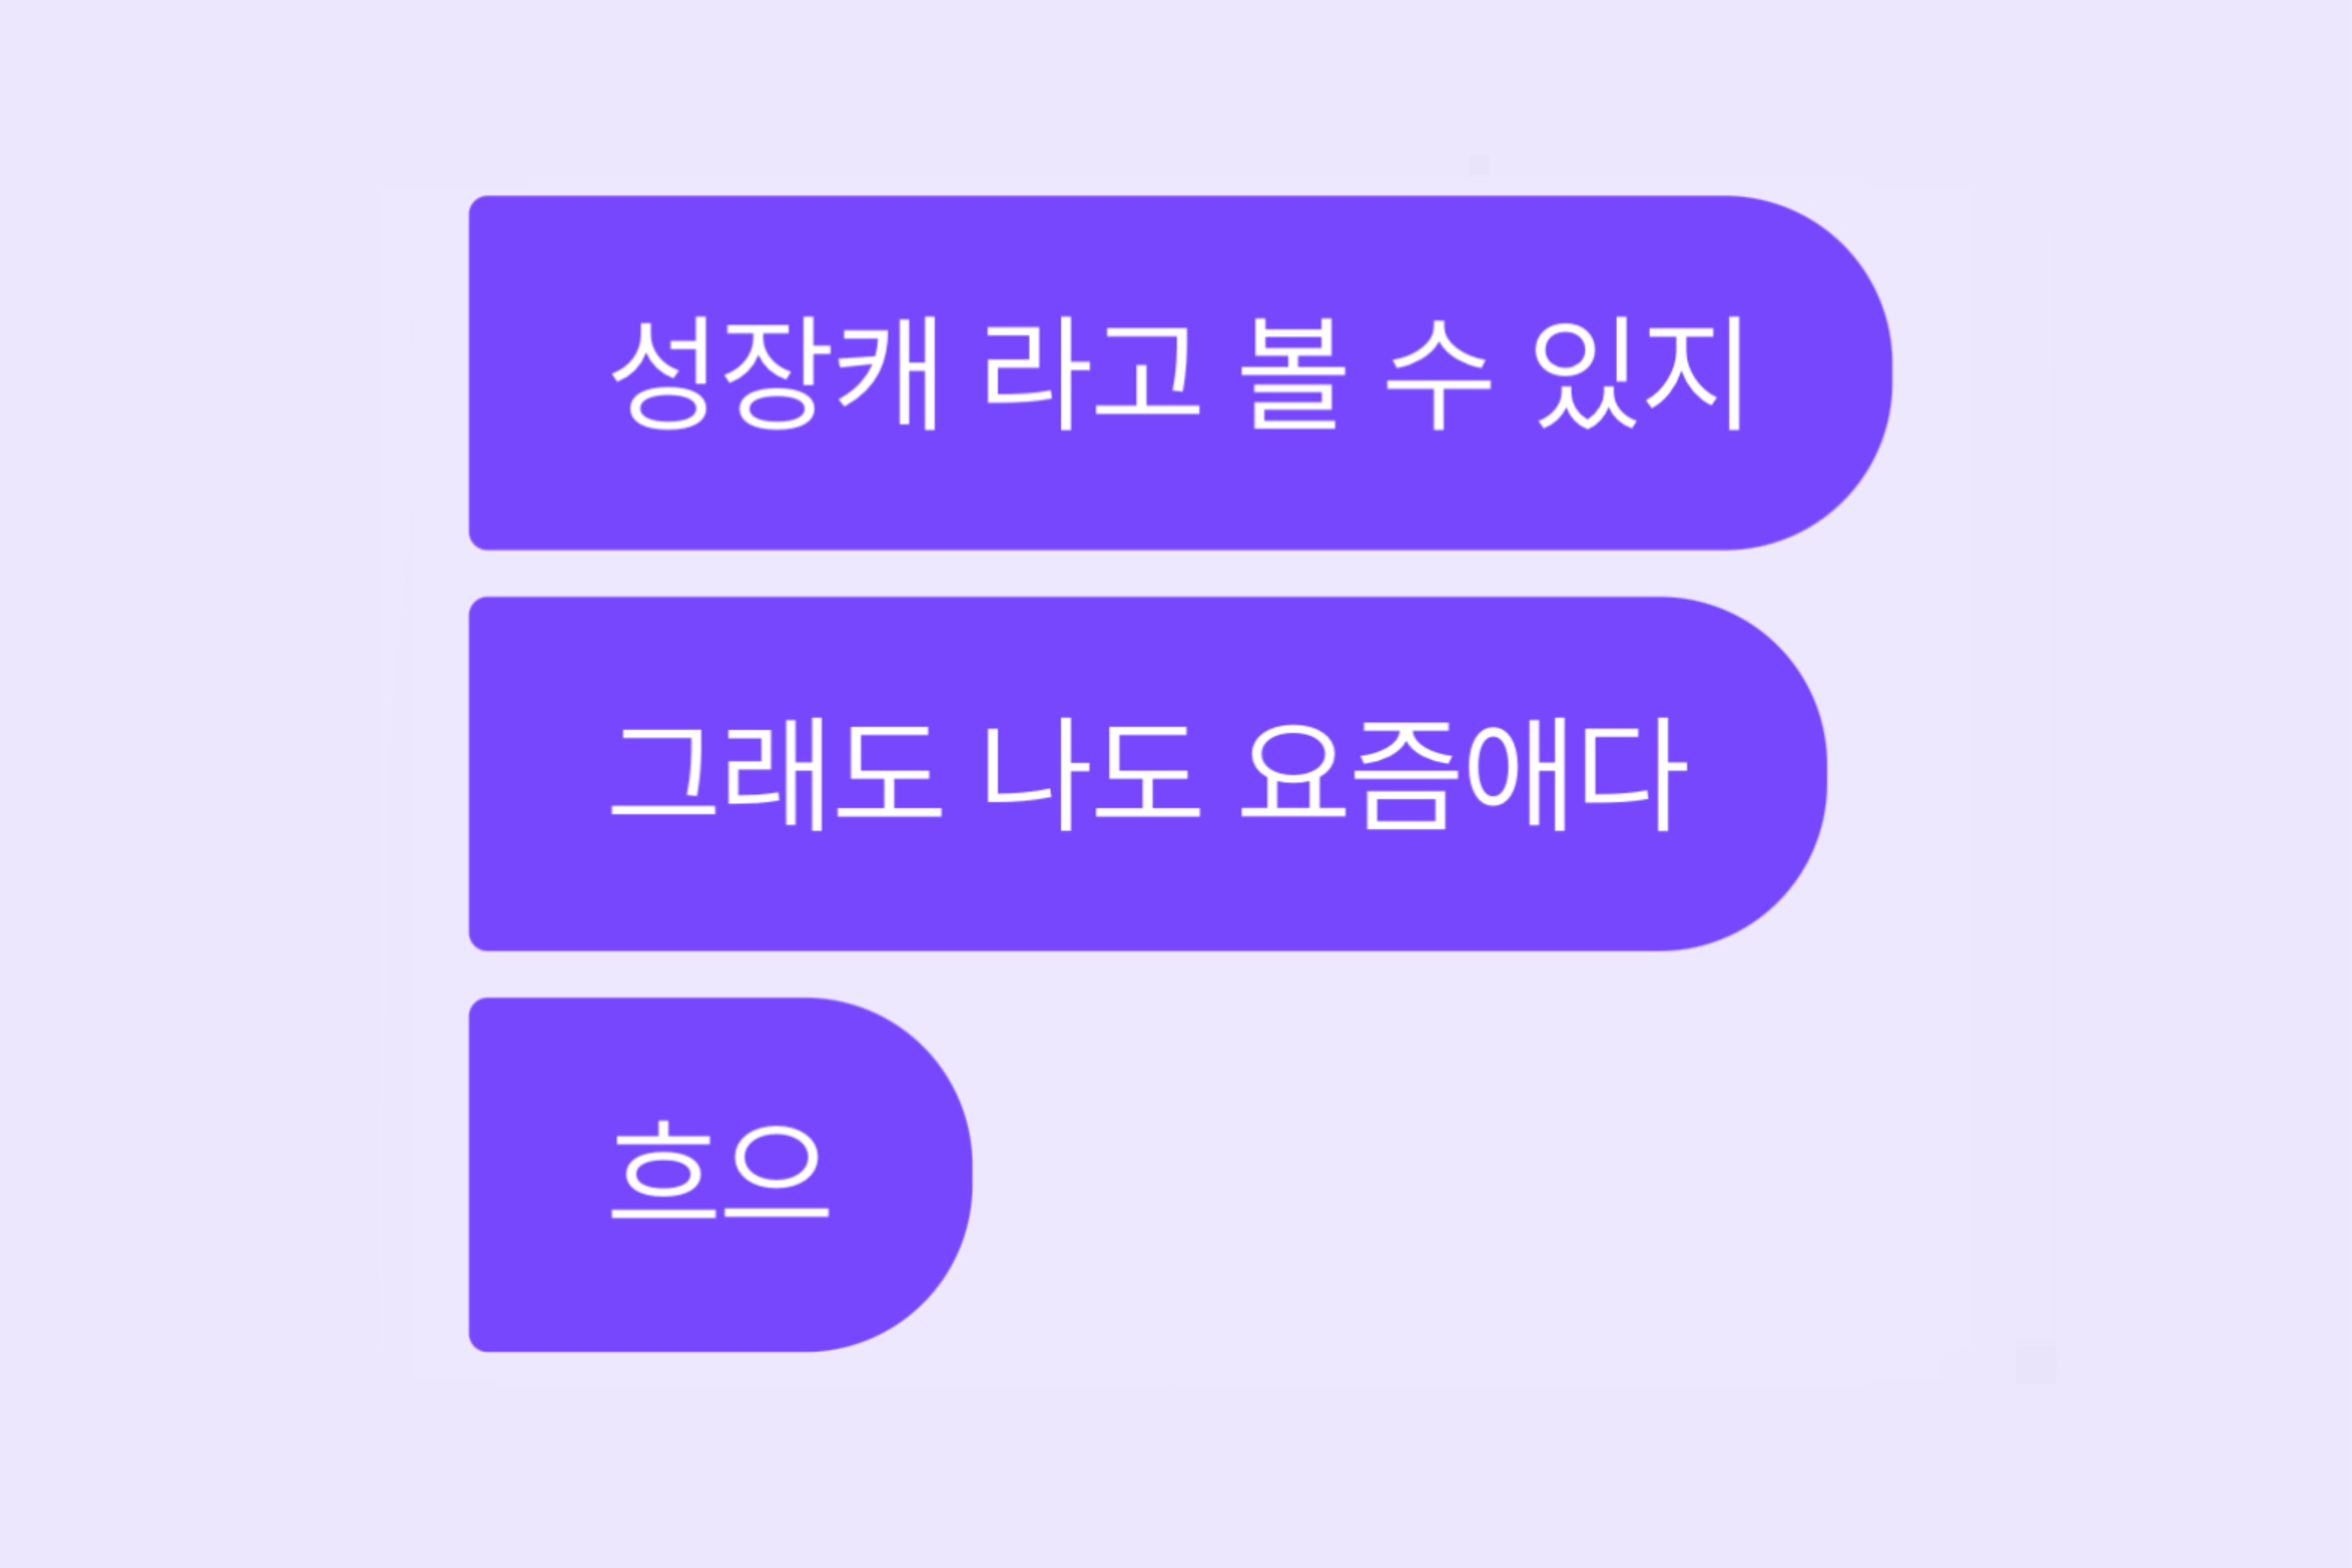 성장캐 라고 볼 수 있지
그래도 나도 요즘애다
흐으